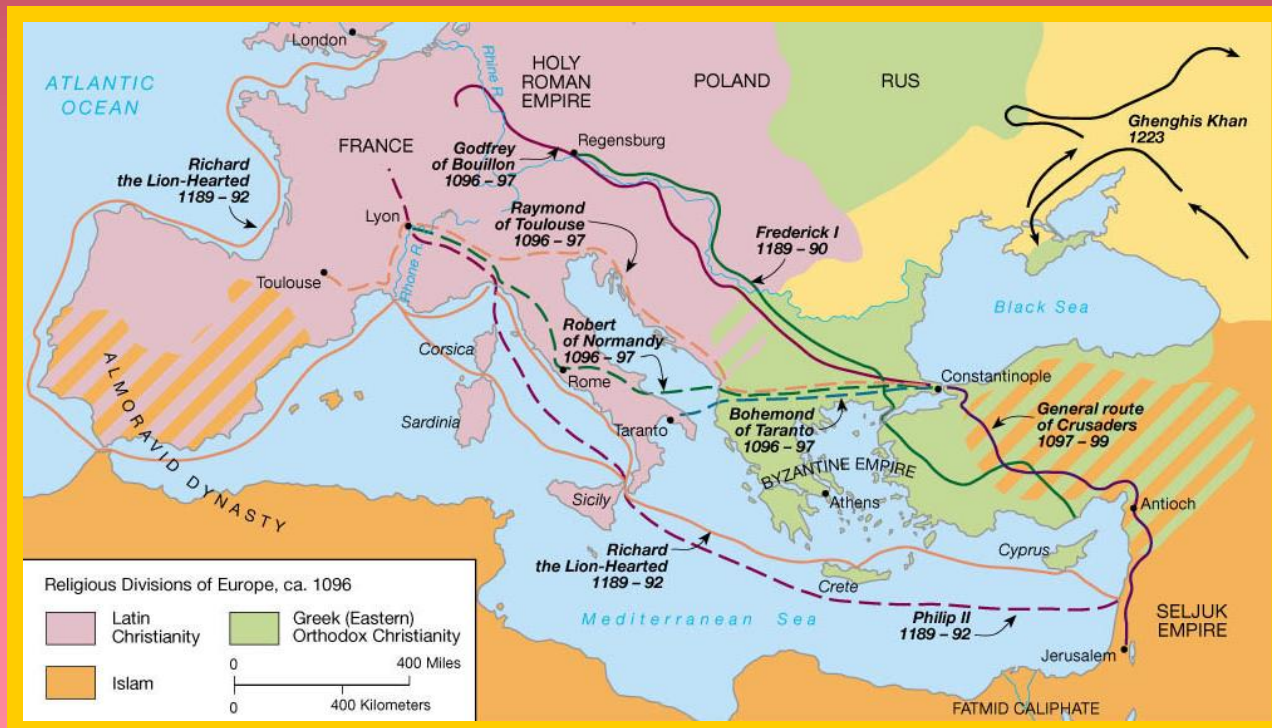 London
ATLANTIC
OCEAN
Rhine R.
HOLY
ROMAN
EMPIRE
POLAND
RUS
Ghenghis Khan
1223
Richard
the Lion-Hearted
1189 – 92
FRANCE
Godfrey
of Bouillon
1096 – 97
Regensburg
Lyon
Raymond
of Toulouse
1096 – 97
Frederick I
1189 – 90
Toulouse
Rhone R.
Black Sea
Corsica
Robert
of Normandy
1096 – 97
Rome
Constantinople
ALMORAVID DYNASTY
Sardinia
Taranto
Bohemond
of Taranto
1096 – 97
General route
of Crusaders
1097 – 99
BYZANTINE EMPIRE
Sicily
Athens
Antioch
Richard
the Lion-Hearted
1189 – 92
Crete
Cyprus
Mediterranean Sea
Philip II
1189 – 92
SELJUK
EMPIRE
Jerusalem
FATMID CALIPHATE
Religious Divisions of Europe, ca. 1096
Latin
Christianity
Greek (Eastern)
Orthodox Christianity
Islam
0 400 Miles
0 400 Kilometers